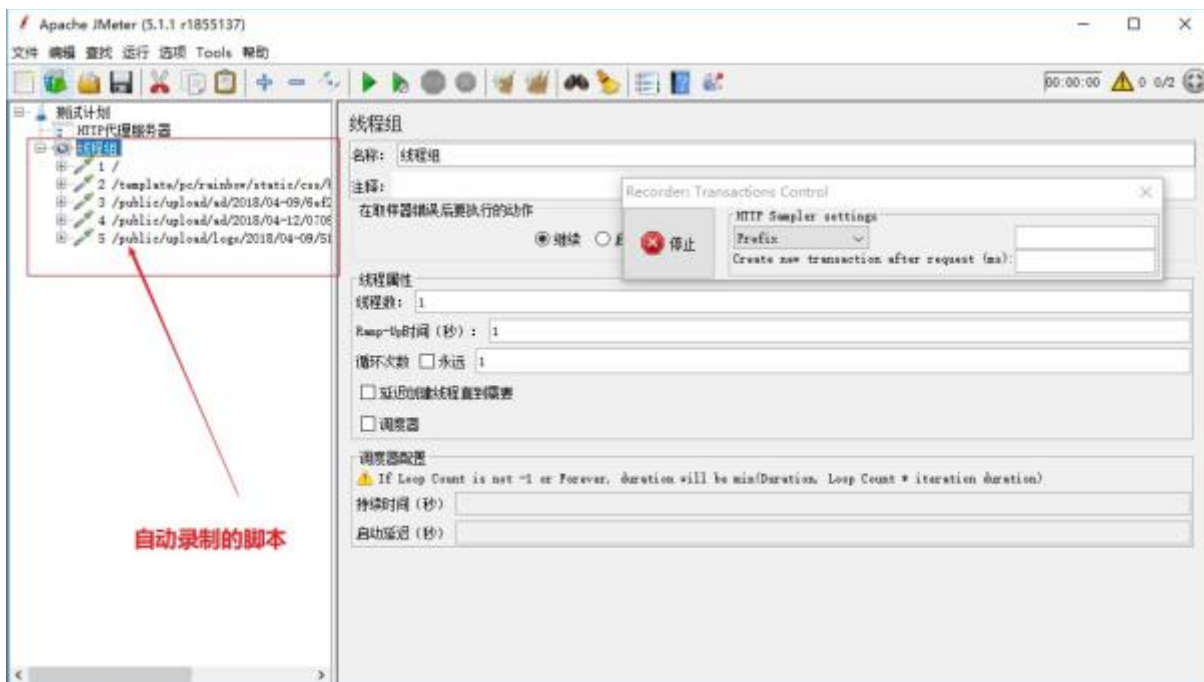 Apache JMeter (5.1.1 r1855137)
文件 编辑 查找 运行 选项 Tools 帮助
00:00:00 0 0/2
测试计划
HTTP代理服务器
线程组
1 /
2 /template/pc/rainbow/static/css/
3 /public/upload/ad/2018/04-09/
4 /public/upload/ad/2018/04-12/0708
5 /public/upload/logo/2018/04-09/51
自动录制的脚本
线程组
名称： 线程组
注释：
在取样器错误后要执行的动作
继续
Recorder: Transactions Control
停止
HTTP Sampler settings
Prefix
Create new transaction after request (ms):
线程属性
线程数： 1
Ramp-Up时间（秒）： 1
循环次数 永远 1
延迟创建线程直到需要
调度器
调度器配置
If Loop Count is not -1 or Forever, duration will be min(Duration, Loop Count * iteration duration)
持续时间（秒）
启动延迟（秒）